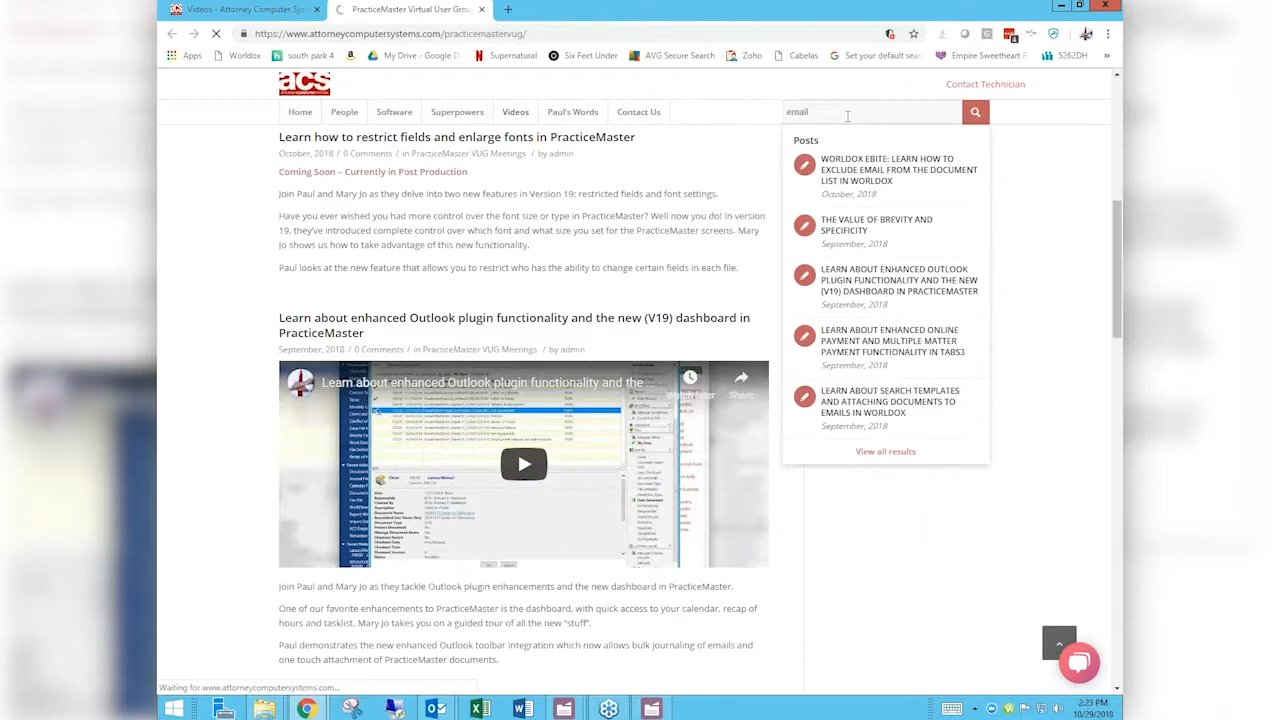 Videos - Attorney Computer Sy
PracticeMaster Virtual User Grou
https://www.attorneycomputersystems.com/practicemastervug/
Apps
Worldox
south park 4
My Drive - Google D
Supernatural
Six Feet Under
AVG Secure Search
Zoho
Cabelas
Set your default sear
Empire Sweetheart F
5262DH
acs
Contact Technician
Home
People
Software
Superpowers
Videos
Paul's Words
Contact Us
email
Learn how to restrict fields and enlarge fonts in PracticeMaster
October, 2018 / 0 Comments / in PracticeMaster VUG Meetings / by admin
Coming Soon – Currently in Post Production
Join Paul and Mary Jo as they delve into two new features in Version 19: restricted fields and font settings.
Have you ever wished you had more control over the font size or type in PracticeMaster? Well now you do! In version
19, they've introduced complete control over which font and what size you set for the PracticeMaster screens. Mary
Jo shows us how to take advantage of this new functionality.
Paul looks at the new feature that allows you to restrict who has the ability to change certain fields in each file.
Learn about enhanced Outlook plugin functionality and the new (V19) dashboard in
PracticeMaster
September, 2018 / 0 Comments / in PracticeMaster VUG Meetings / by admin
Learn about enhanced Outlook plugin functionality and the ...
Watch later
Share
Join Paul and Mary Jo as they tackle Outlook plugin enhancements and the new dashboard in PracticeMaster.
One of our favorite enhancements to PracticeMaster is the dashboard, with quick access to your calendar, recap of
hours and tasklist. Mary Jo takes you on a guided tour of all the new "stuff".
Paul demonstrates the new enhanced Outlook toolbar integration which now allows bulk journaling of emails and
one touch attachment of PracticeMaster documents.
Posts
WORLDOX EBITE: LEARN HOW TO
EXCLUDE EMAIL FROM THE DOCUMENT
LIST IN WORLDOX
October, 2018
THE VALUE OF BREVITY AND
SPECIFICITY
September, 2018
LEARN ABOUT ENHANCED OUTLOOK
PLUGIN FUNCTIONALITY AND THE NEW
(V19) DASHBOARD IN PRACTICEMASTER
September, 2018
LEARN ABOUT ENHANCED ONLINE
PAYMENT AND MULTIPLE MATTER
PAYMENT FUNCTIONALITY IN TABS3
September, 2018
LEARN ABOUT SEARCH TEMPLATES
AND ATTACHING DOCUMENTS TO
EMAILS IN WORLDOX
September, 2018
View all results
Waiting for www.attorneycomputersystems.com...
2:23 PM
10/29/2018